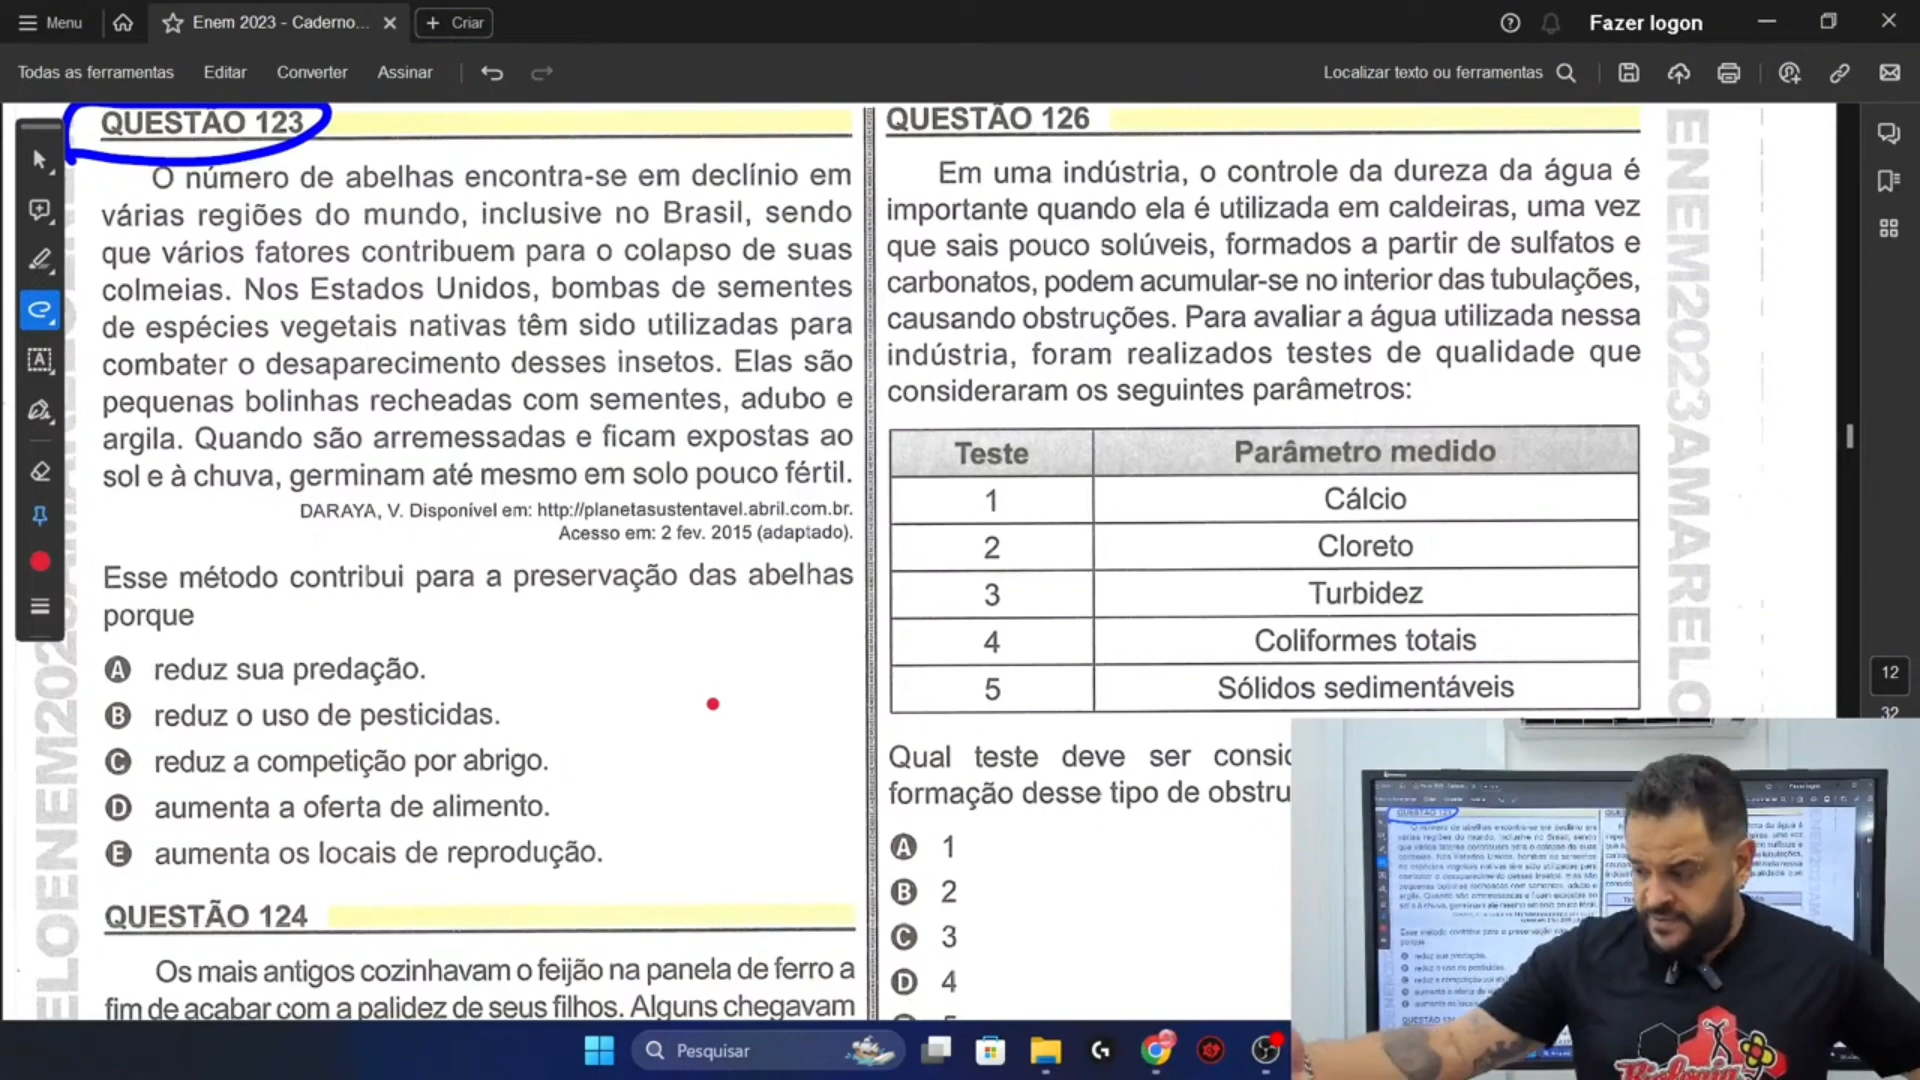 Menu
Enem 2023 - Caderno...
Criar
Fazer logon
Todas as ferramentas
Editar
Converter
Assinar
Localizar texto ou ferramentas
QUESTÃO 123
O número de abelhas encontra-se em declínio em
várias regiões do mundo, inclusive no Brasil, sendo
que vários fatores contribuem para o colapso de suas
colmeias. Nos Estados Unidos, bombas de sementes
de espécies vegetais nativas têm sido utilizadas para
combater o desaparecimento desses insetos. Elas são
pequenas bolinhas recheadas com sementes, adubo e
argila. Quando são arremessadas e ficam expostas ao
sol e à chuva, germinam até mesmo em solo pouco fértil.
DARAYA, V. Disponível em: http://planetasustentavel.abril.com.br.
Acesso em: 2 fev. 2015 (adaptado).
Esse método contribui para a preservação das abelhas
porque
A reduz sua predação.
B reduz o uso de pesticidas.
C reduz a competição por abrigo.
D aumenta a oferta de alimento.
E aumenta os locais de reprodução.
QUESTÃO 124
Os mais antigos cozinhavam o feijão na panela de ferro a
fim de acabar com a palidez de seus filhos. Alguns chegavam
QUESTÃO 126
Em uma indústria, o controle da dureza da água é
importante quando ela é utilizada em caldeiras, uma vez
que sais pouco solúveis, formados a partir de sulfatos e
carbonatos, podem acumular-se no interior das tubulações,
causando obstruções. Para avaliar a água utilizada nessa
indústria, foram realizados testes de qualidade que
consideraram os seguintes parâmetros:
Teste Parâmetro medido
1 Cálcio
2 Cloreto
3 Turbidez
4 Coliformes totais
5 Sólidos sedimentáveis
Qual teste deve ser consi
formação desse tipo de obstru
A 1
B 2
C 3
D 4
ENEM2023AMARELO
12
32
Pesquisar